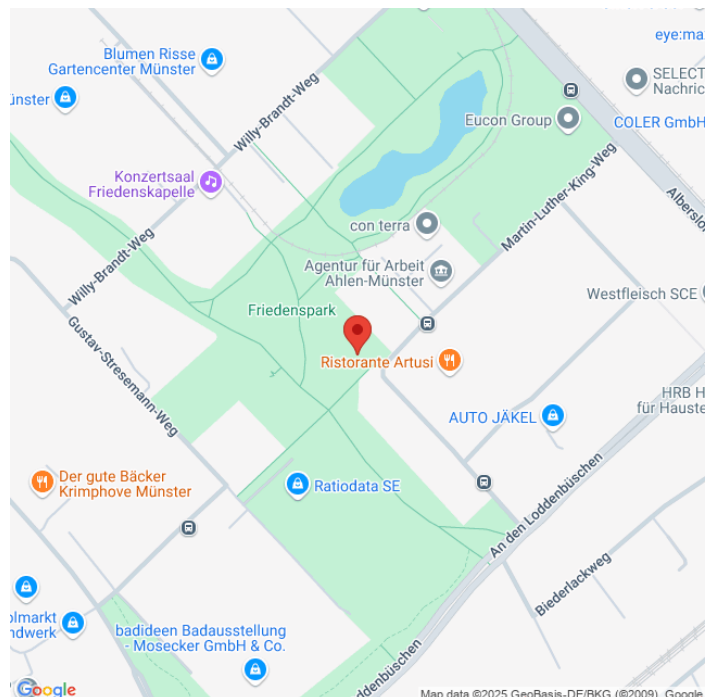 Blumen Risse
Gartencenter Münster
eye:ma
SELECT
Nachric
ünster
Willy-Brandt-Weg
Eucon Group
COLER GmbH
Konzertsaal
Friedenskapelle
Martin-Luther-King-Weg
Alberslo
con terra
Willy-Brandt-Weg
Agentur für Arbeit
Ahlen-Münster
Westfleisch SCE
Friedenspark
Gustav-Stresemann-Weg
Ristorante Artusi
HRB H
für Hauste
AUTO JÄKEL
Der gute Bäcker
Krimphove Münster
Ratiodata SE
An den Loddenbüschen
Biederlackweg
olmarkt
ndwerk
badideen Badausstellung
- Mosecker GmbH & Co.
oddenbüschen
Google
Map data ©2025 GeoBasis-DE/BKG (©2009), Google